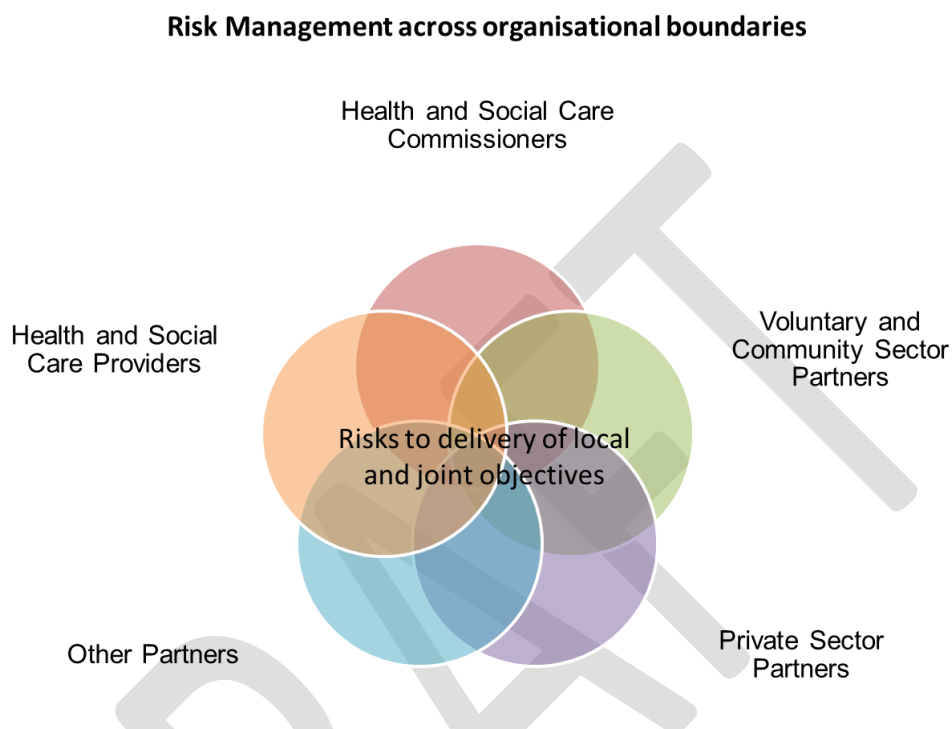 Risk Management across organisational boundaries
Health and Social Care
Commissioners
Health and Social
Care Providers
Voluntary and
Community Sector
Partners
Risks to delivery of local
and joint objectives
Other Partners
Private Sector
Partners
DRAFT